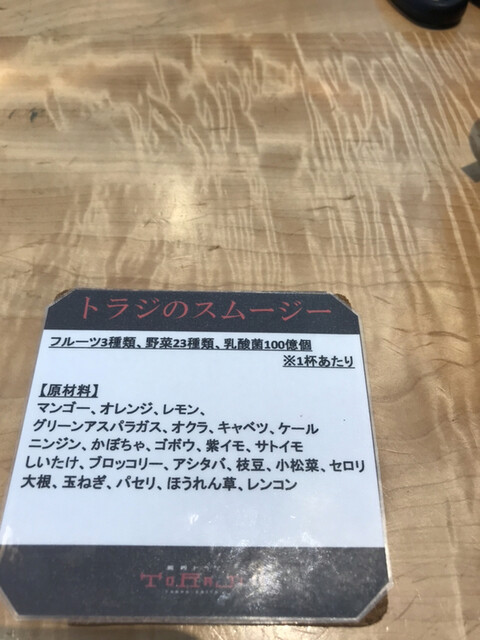 トラジのスムージー
フルーツ3種類、野菜23種類、乳酸菌100億個
※1杯あたり
【原材料】
マンゴー、オレンジ、レモン、
グリーンアスパラガス、オクラ、キャベツ、ケール
ニンジン、かぼちゃ、ゴボウ、紫イモ、サトイモ
しいたけ、ブロッコリー、アシタバ、枝豆、小松菜、セロリ
大根、玉ねぎ、パセリ、ほうれん草、レンコン